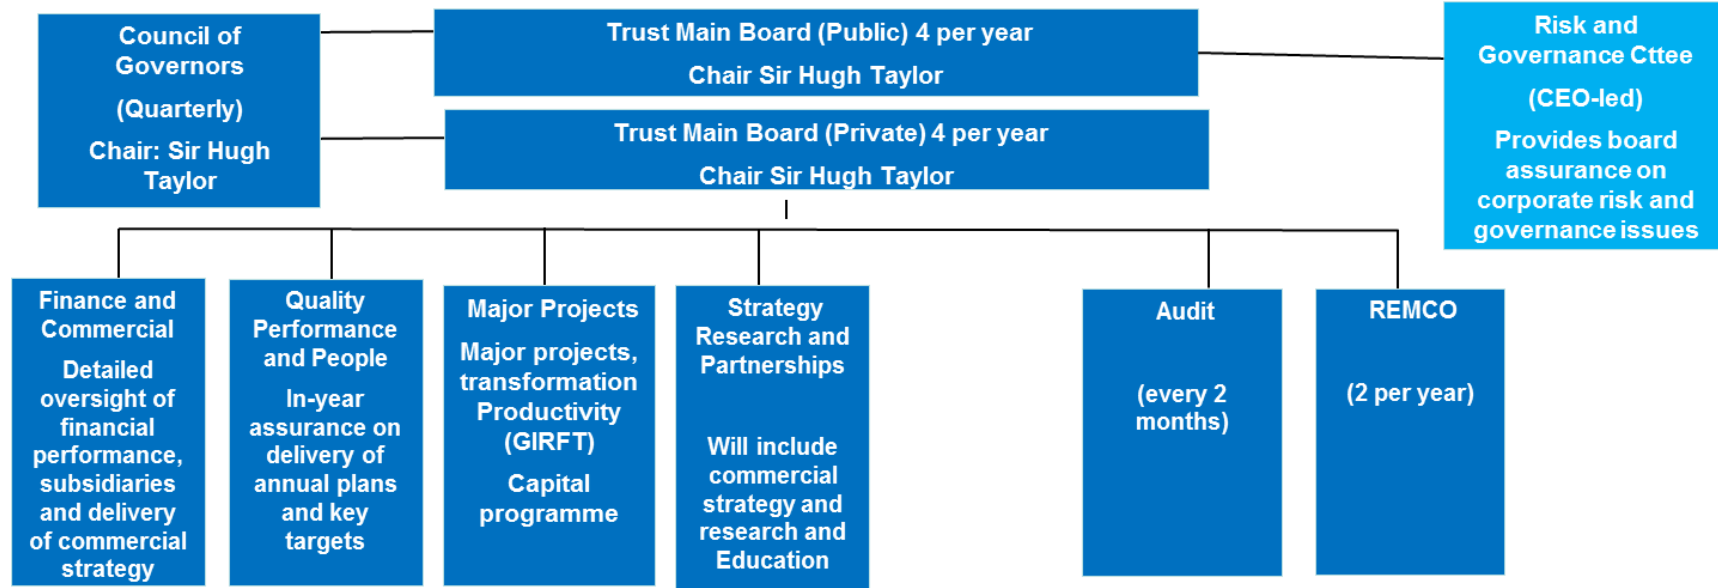 Council of
Governors
(Quarterly)
Chair: Sir Hugh
Taylor
Trust Main Board (Public) 4 per year
Chair Sir Hugh Taylor
Trust Main Board (Private) 4 per year
Chair Sir Hugh Taylor
Risk and
Governance Cttee
(CEO-led)
Provides board
assurance on
corporate risk and
governance issues
Finance and
Commercial
Detailed
oversight of
financial
performance,
subsidiaries
and delivery
of commercial
strategy
Quality
Performance
and People
In-year
assurance on
delivery of
annual plans
and key
targets
Major Projects
Major projects,
transformation
Productivity
(GIRFT)
Capital
programme
Strategy
Research and
Partnerships
Will include
commercial
strategy and
research and
Education
Audit
(every 2
months)
REMCO
(2 per year)